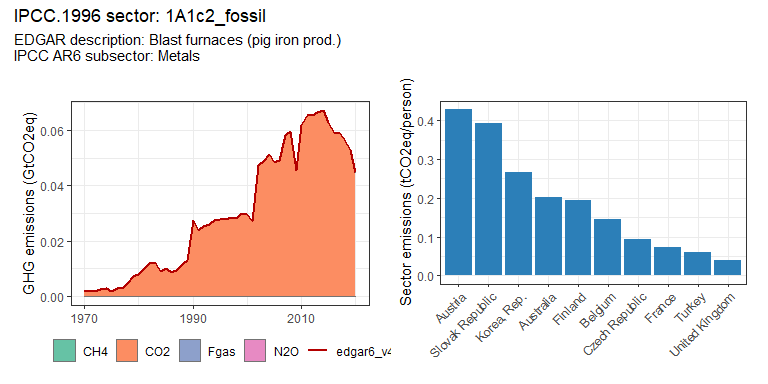 IPCC.1996 sector: 1A1c2_fossil
EDGAR description: Blast furnaces (pig iron prod.)
IPCC AR6 subsector: Metals
GHG emissions (GtCO2eq)
0.06
0.04
0.02
0.00
1970
1990
2010
CH4
CO2
Fgas
N2O
edgar6_v4
Sector emissions (tCO2eq/person)
0.4
0.3
0.2
0.1
0.0
Austria
Slovak Republic
Korea, Rep.
Australia
Finland
Belgium
Czech Republic
France
Turkey
United Kingdom